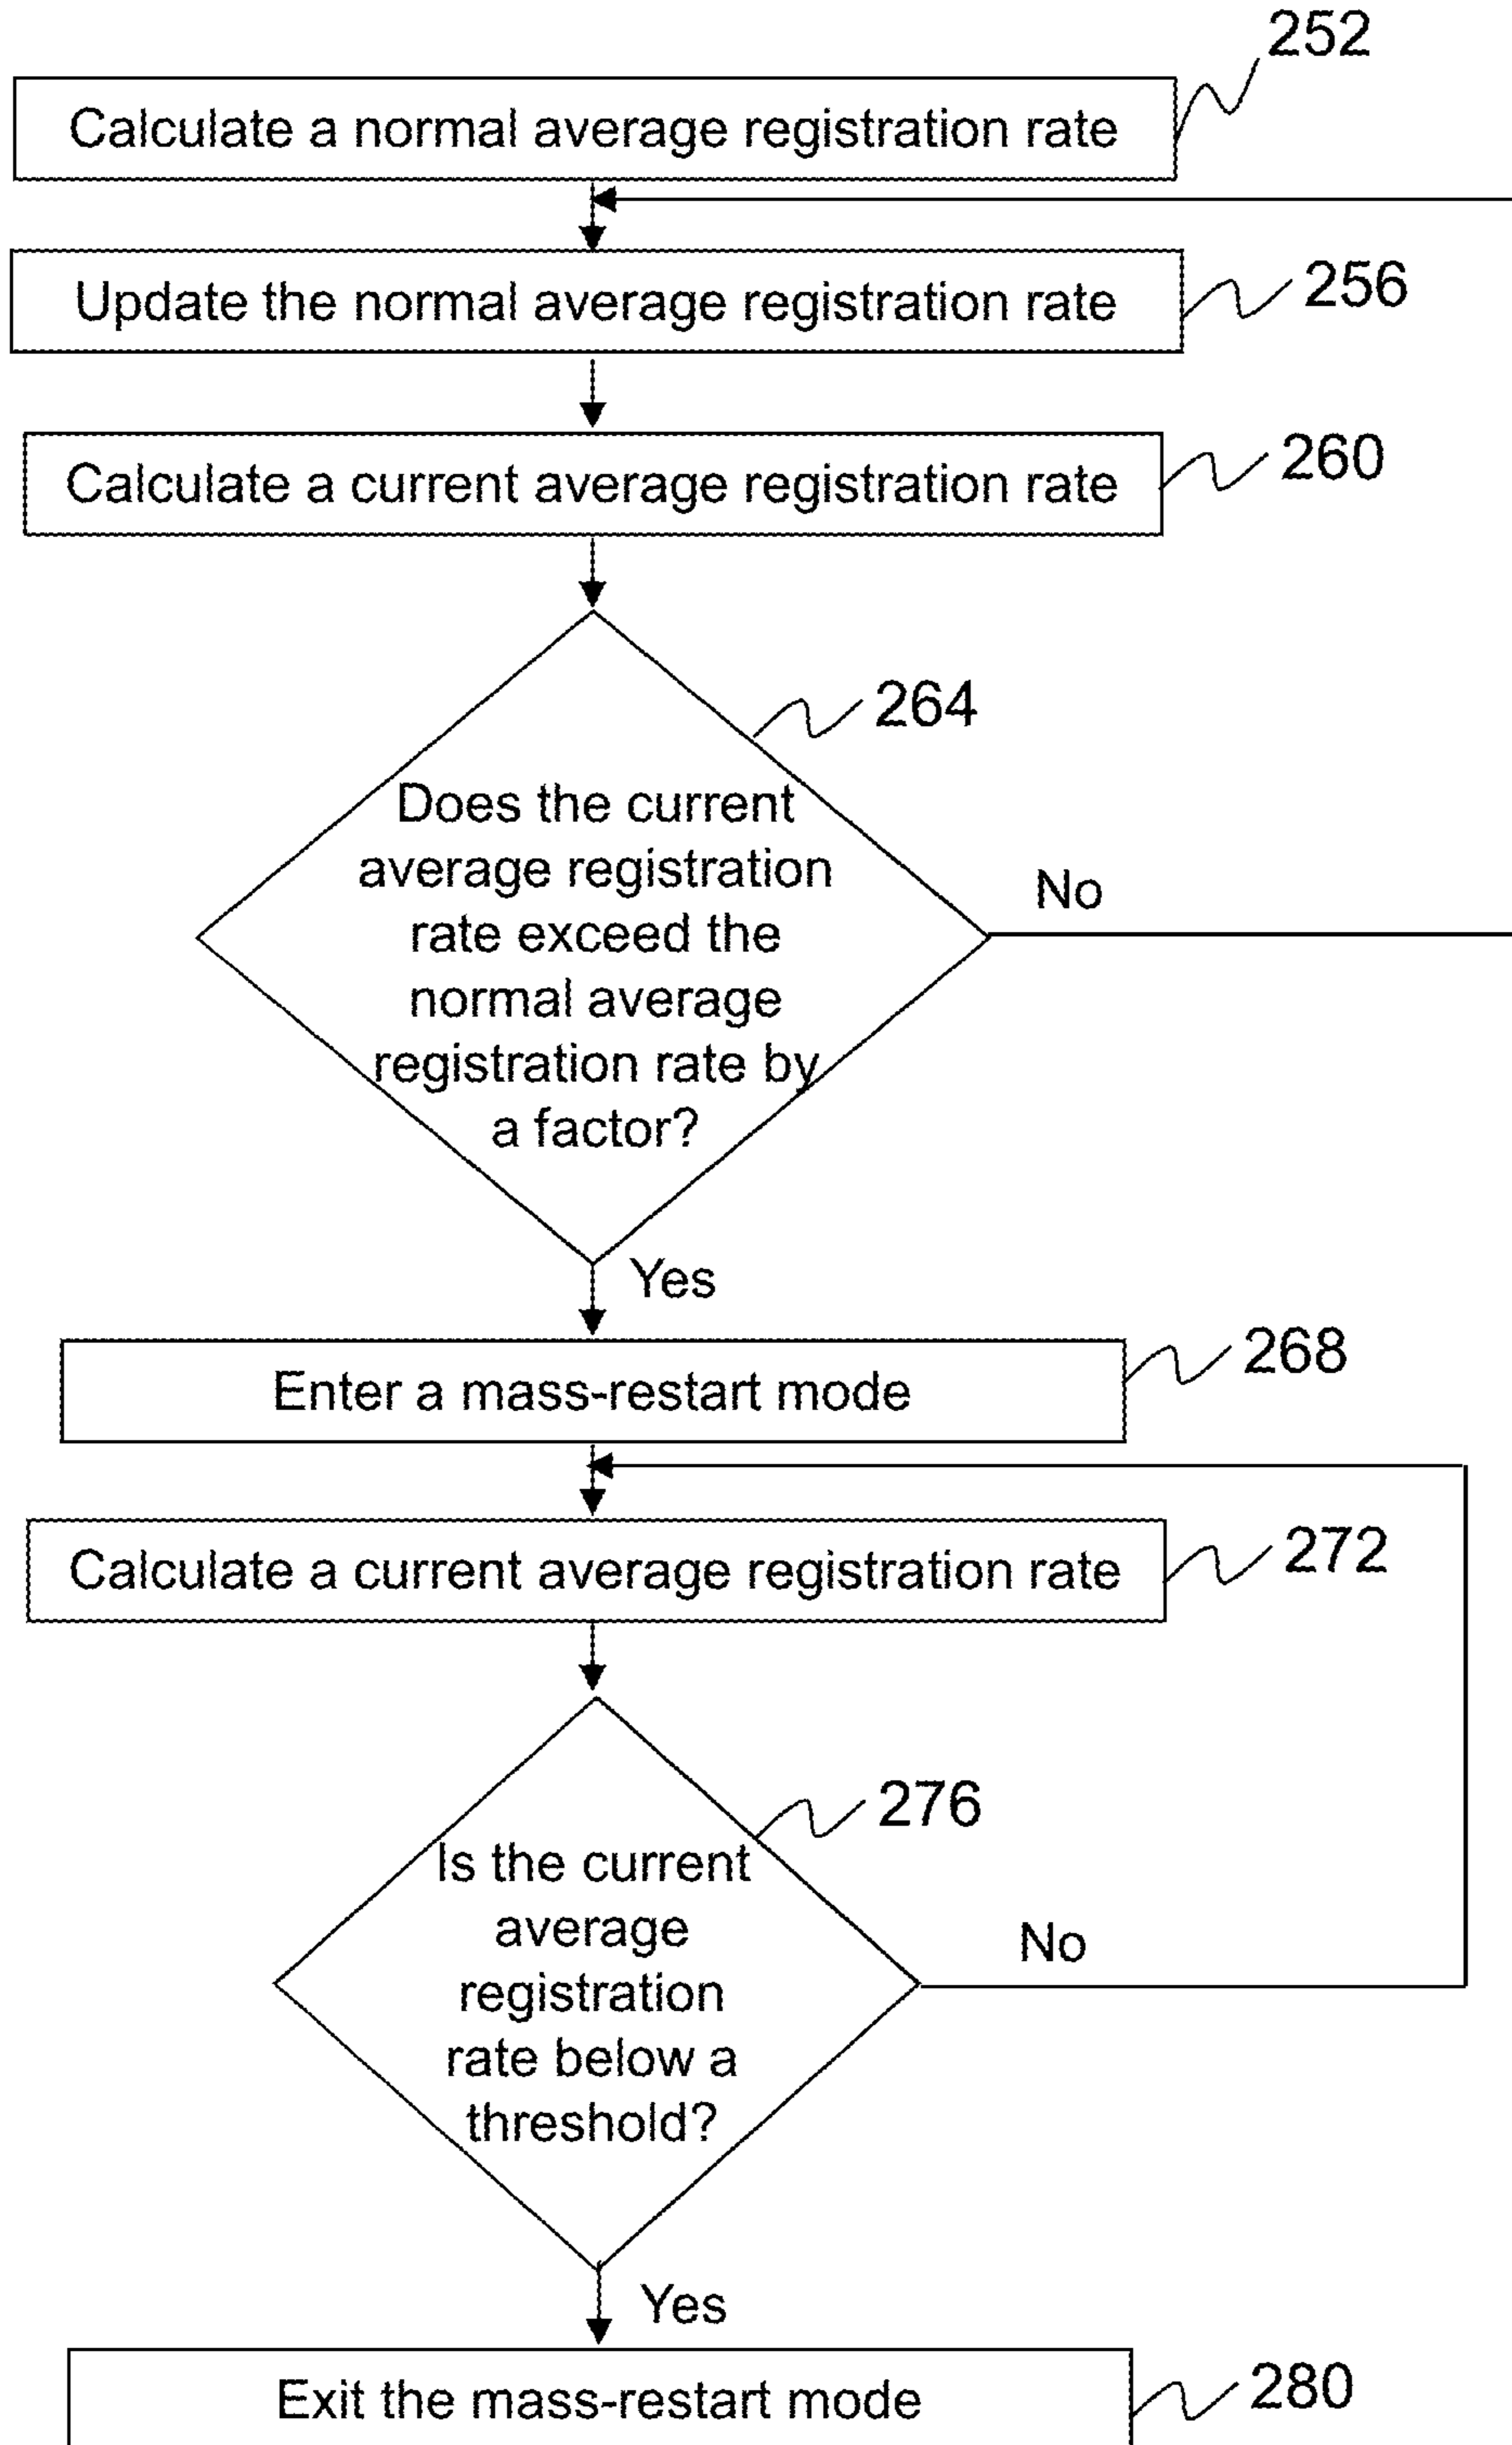 252
Calculate a normal average registration rate
Update the normal average registration rate
256
Calculate a current average registration rate
260
264
Does the current
average registration
rate exceed the
normal average
registration rate by
a factor?
No
Yes
Enter a mass-restart mode
268
Calculate a current average registration rate
272
276
Is the current
average
registration
rate below a
threshold?
No
Yes
Exit the mass-restart mode
280